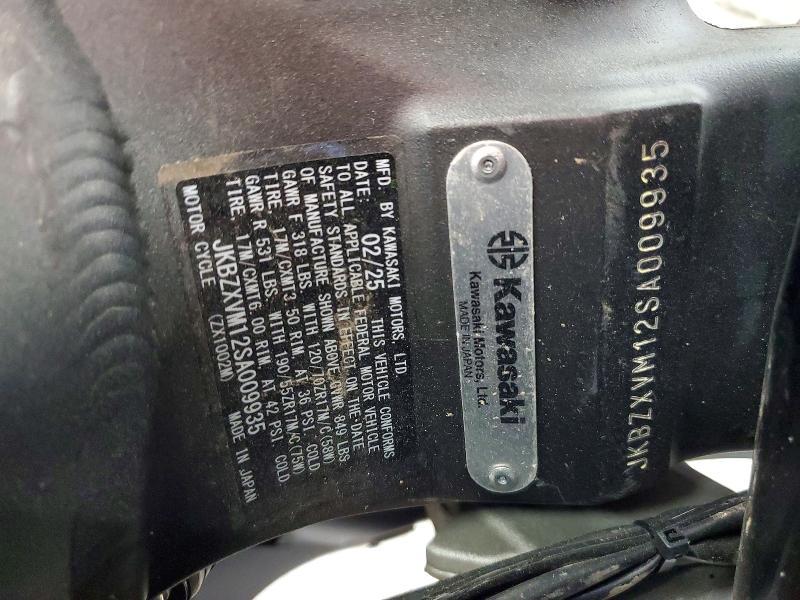 MFD. BY KAWASAKI MOTORS, LTD.
DATE: 02/25 THIS VEHICLE CONFORMS
TO ALL APPLICABLE FEDERAL MOTOR VEHICLE
SAFETY STANDARDS IN EFFECT ON THE DATE
OF MANUFACTURE SHOWN ABOVE. GVWR 849 LBS
GAWR F 318 LBS WITH 120/70ZR17M/C(58W)
TIRE, 17M/CXMT3.50 RIM, AT 36 PSI COLD
GAWR R 531 LBS WITH 190/55ZR17M/C(75W)
TIRE, 17M/CXMT6.00 RIM, AT 42 PSI COLD
JKBZXVM12SA009935
MOTOR CYCLE (ZX1002M) MADE IN JAPAN
Kawasaki
Kawasaki Motors, Ltd.
MADE IN JAPAN
JKBZXVM12SA009935